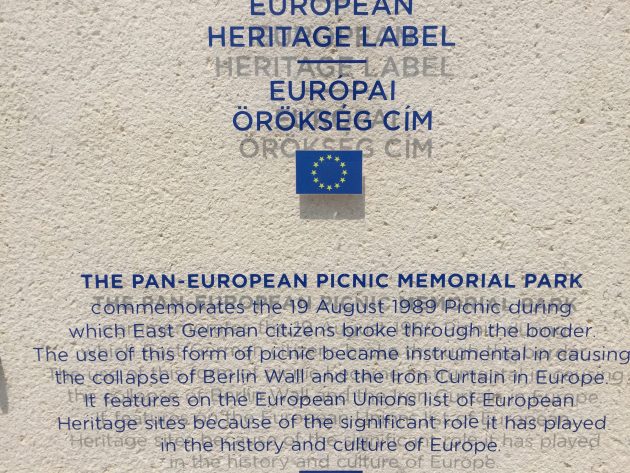 EUROPEAN
HERITAGE LABEL
EURÓPAI
ÖRÖKSÉG CÍM
THE PAN-EUROPEAN PICNIC MEMORIAL PARK
commemorates the 19 August 1989 Picnic during
which East German citizens broke through the border.
The use of this form of picnic became instrumental in causing
the collapse of Berlin Wall and the Iron Curtain in Europe.
It features on the European Unions list of European
Heritage sites because of the significant role it has played
in the history and culture of Europe.